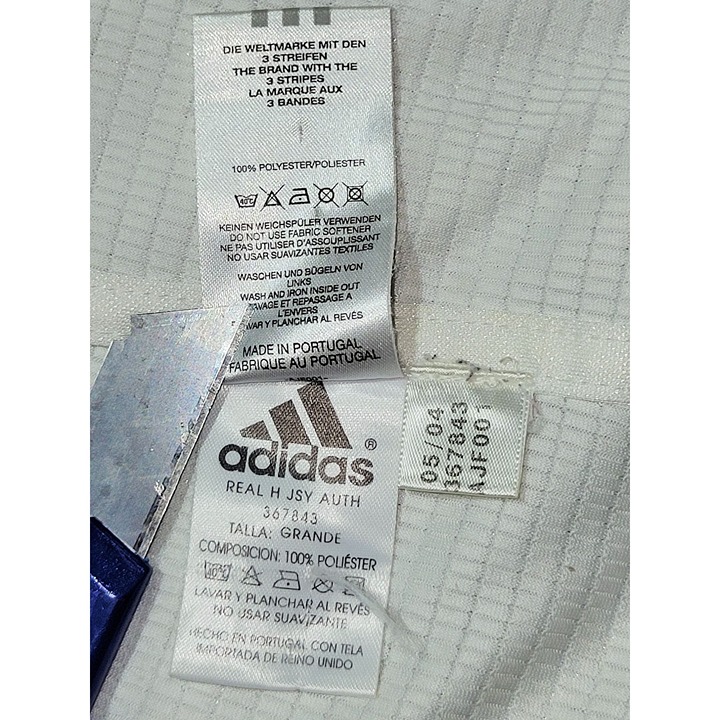 DIE WELTMARKE MIT DEN
3 STREIFEN
THE BRAND WITH THE
3 STRIPES
LA MARQUE AUX
3 BANDES
100% POLYESTER/POLIESTER
40°C
KEINEN WEICHSPÜLER VERWENDEN
DO NOT USE FABRIC SOFTENER
NE PAS UTILISER D'ASSOUPLISSANT
NO USAR SUAVIZANTES TEXTILES
WASCHEN UND BÜGELN VON
LINKS
WASH AND IRON INSIDE OUT
REPASSAGE A
L'ENVERS
Y PLANCHAR AL REVÉS
MADE IN PORTUGAL
FABRIQUE AU PORTUGAL
adidas®
REAL H JSY AUTH
367843
TALLA: GRANDE
COMPOSICION: 100% POLIÉSTER
LAVAR Y PLANCHAR AL REVÉS
NO USAR SUAVIZANTE
HECHO EN PORTUGAL CON TELA
IMPORTADA DE REINO UNIDO
05/04
367843
AJF001